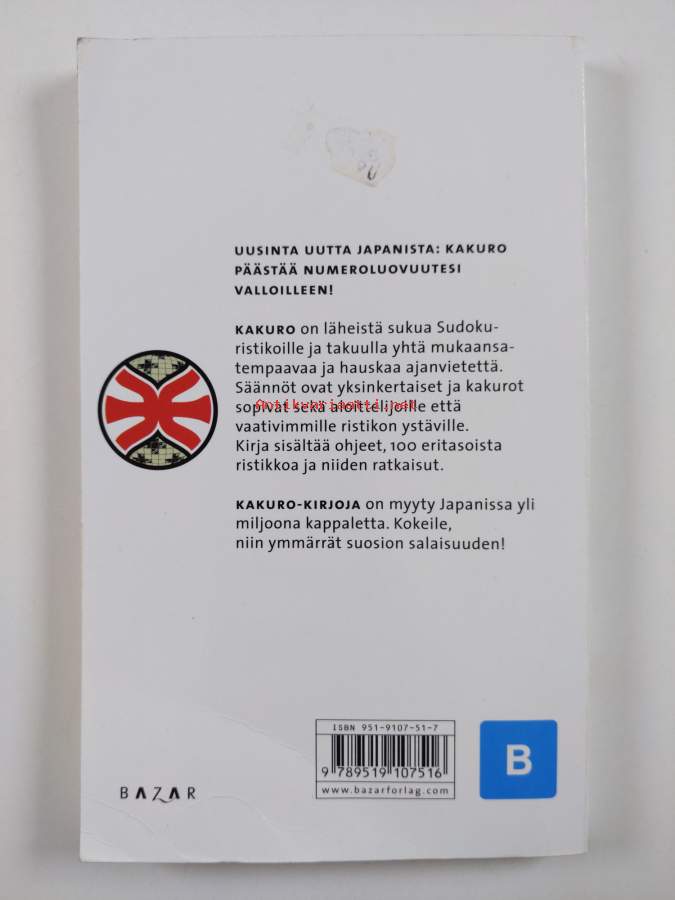 UUSINTA UUTTA JAPANISTA: KAKURO
PÄÄSTÄÄ NUMEROLUOVUUTESI
VALLOILLEEN!
KAKURO on läheistä sukua Sudoku-
ristikoille ja takuulla yhtä mukaansa-
tempaavaa ja hauskaa ajanvietettä.
Säännöt ovat yksinkertaiset ja kakurot
sopivat sekä aloittelijoille että
Antikvariaatti.net
vaativimmille ristikon ystäville.
Kirja sisältää ohjeet, 100 eritasoista
ristikkoa ja niiden ratkaisut.
KAKURO-KIRJOJA on myyty Japanissa yli
miljoona kappaletta. Kokeile,
niin ymmärrät suosion salaisuuden!
ISBN 951-9107-51-7
9 789519 107516
www.bazarforlag.com
B
BAZAR